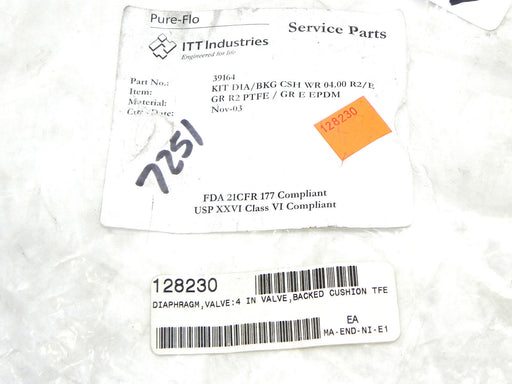 Pure-Flo
Service Parts
ITT Industries
Engineered for life
Part No.: 39164
Item: KIT DIA/BKG CSH WR 04.00 R2/E
Material: GR R2 PTFE / GR E EPDM
Cure Date: Nov-03
128230
7251
FDA 21CFR 177 Compliant
USP XXVI Class VI Compliant
128230
DIAPHRAGM,VALVE:4 IN VALVE,BACKED CUSHION TFE
EA
MA-END-NI-E1